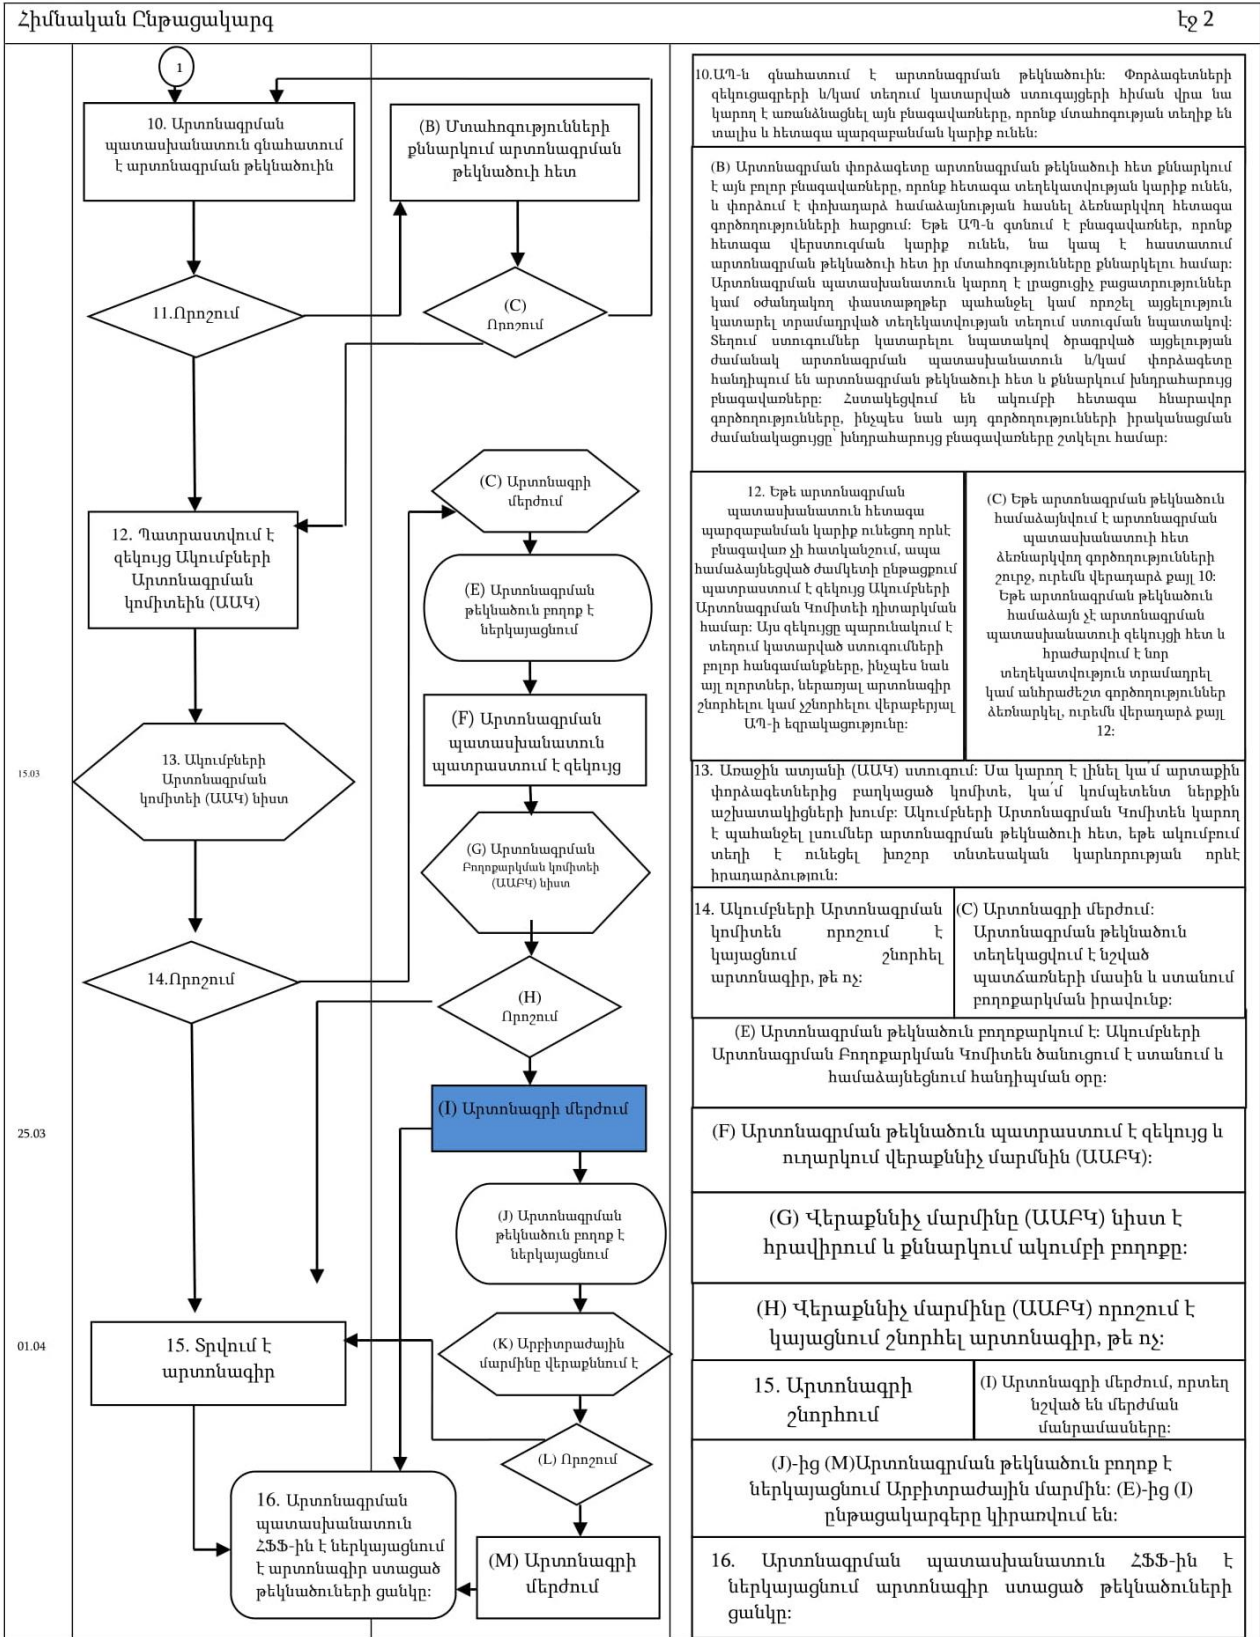 Հիմնական Ընթացակարգ
էջ 2
1
10. Արտոնագրման
պատասխանատուն գնահատում
է արտոնագրման թեկնածուին
(B) Մտահոգությունների
քննարկում արտոնագրման
թեկնածուի հետ
11.Որոշում
(C)
Որոշում
(C) Արտոնագրի
մերժում
12. Պատրաստվում է
զեկույց Ակումբների
Արտոնագրման
կոմիտեին (ԱԱԿ)
(E) Արտոնագրման
թեկնածուն բողոք է
ներկայացնում
(F) Արտոնագրման
պատասխանատուն
պատրաստում է զեկույց
15.03
13. Ակումբների
Արտոնագրման
կոմիտեի (ԱԱԿ) նիստ
(G) Արտոնագրման
Բողոքարկման կոմիտեի
(ԱԱԲԿ) նիստ
14.Որոշում
(H)
Որոշում
25.03
(I) Արտոնագրի մերժում
(J) Արտոնագրման
թեկնածուն բողոք է
ներկայացնում
01.04
15. Տրվում է
արտոնագիր
(K) Արբիտրաժային
մարմինը վերաքննում է
(L) Որոշում
16. Արտոնագրման
պատասխանատուն
ՀՖՖ-ին է ներկայացնում
է արտոնագիր ստացած
թեկնածուների ցանկը:
(M) Արտոնագրի
մերժում
10.ԱՊ-ն գնահատում է արտոնագրման թեկնածուին: Փորձագետների
զեկուցագրերի և/կամ տեղում կատարված ստուգայցերի հիման վրա նա
կարող է առանձնացնել այն բնագավառները, որոնք մտահոգության տեղիք են
տալիս և հետագա պարզաբանման կարիք ունեն:
(B) Արտոնագրման փորձագետը արտոնագրման թեկնածուի հետ քննարկում
է այն բոլոր բնագավառները, որոնք հետագա տեղեկատվության կարիք ունեն,
և փորձում է փոխադարձ համաձայնության հասնել ձեռնարկվող հետագա
գործողությունների հարցում: Եթե ԱՊ-ն գտնում է բնագավառներ, որոնք
հետագա վերստուգման կարիք ունեն, նա կապ է հաստատում
արտոնագրման թեկնածուի հետ իր մտահոգությունները քննարկելու համար:
Արտոնագրման պատասխանատուն կարող է լրացուցիչ բացատրություններ
կամ օժանդակող փաստաթղթեր պահանջել կամ որոշել այցելություն
կատարել տրամադրված տեղեկատվության տեղում ստուգման նպատակով:
Տեղում ստուգումներ կատարելու նպատակով ծրագրված այցելության
ժամանակ արտոնագրման պատասխանատուն և/կամ փորձագետը
հանդիպում են արտոնագրման թեկնածուի հետ և քննարկում խնդրահարույց
բնագավառները: Հստակեցվում են ակումբի հետագա հնարավոր
գործողությունները, ինչպես նաև այդ գործողությունների իրականացման
ժամանակացույցը՝ խնդրահարույց բնագավառները շտկելու համար:
12. Եթե արտոնագրման
պատասխանատուն հետագա
պարզաբանման կարիք ունեցող որևէ
բնագավառ չի հատկանշում, ապա
համաձայնեցված ժամկետի ընթացքում
պատրաստում է զեկույց Ակումբների
Արտոնագրման Կոմիտեի դիտարկման
համար: Այս զեկույցը պարունակում է
տեղում կատարված ստուգումների
բոլոր հանգամանքները, ինչպես նաև
այլ ոլորտներ, ներառյալ արտոնագիր
շնորհելու կամ չշնորհելու վերաբերյալ
ԱՊ-ի եզրակացությունը:
(C) Եթե արտոնագրման թեկնածուն
համաձայնվում է արտոնագրման
պատասխանատուի հետ
ձեռնարկվող գործողությունների
շուրջ, ուրեմն վերադարձ քայլ 10:
Եթե արտոնագրման թեկնածուն
համաձայն չէ արտոնագրման
պատասխանատուի զեկույցի հետ և
հրաժարվում է նոր
տեղեկատվություն տրամադրել
կամ անհրաժեշտ գործողություններ
ձեռնարկել, ուրեմն վերադարձ քայլ
12:
13. Առաջին ատյանի (ԱԱԿ) ստուգում: Սա կարող է լինել կա՛մ արտաքին
փորձագետներից բաղկացած կոմիտե, կա՛մ կոմպետենտ ներքին
աշխատակիցների խումբ: Ակումբների Արտոնագրման Կոմիտեն կարող
է պահանջել լսումներ արտոնագրման թեկնածուի հետ, եթե ակումբում
տեղի է ունեցել խոշոր տնտեսական կարևորության որևէ
իրադարձություն:
14. Ակումբների Արտոնագրման
կոմիտեն որոշում է
կայացնում շնորհել
արտոնագիր, թե ոչ:
(C) Արտոնագրի մերժում:
Արտոնագրման թեկնածուն
տեղեկացվում է նշված
պատճառների մասին և ստանում
բողոքարկման իրավունք:
(E) Արտոնագրման թեկնածուն բողոքարկում է: Ակումբների
Արտոնագրման Բողոքարկման Կոմիտեն ծանուցում է ստանում և
համաձայնեցնում հանդիպման օրը:
(F) Արտոնագրման թեկնածուն պատրաստում է զեկույց և
ուղարկում վերաքննիչ մարմնին (ԱԱԲԿ):
(G) Վերաքննիչ մարմինը (ԱԱԲԿ) նիստ է
հրավիրում և քննարկում ակումբի բողոքը:
(H) Վերաքննիչ մարմինը (ԱԱԲԿ) որոշում է
կայացնում շնորհել արտոնագիր, թե ոչ:
15. Արտոնագրի
շնորհում
(I) Արտոնագրի մերժում, որտեղ
նշված են մերժման
մանրամասները:
(J)-ից (M)Արտոնագրման թեկնածուն բողոք է
ներկայացնում Արբիտրաժային մարմին: (E)-ից (I)
ընթացակարգերը կիրառվում են:
16. Արտոնագրման պատասխանատուն ՀՖՖ-ին է
ներկայացնում արտոնագիր ստացած թեկնածուների
ցանկը: